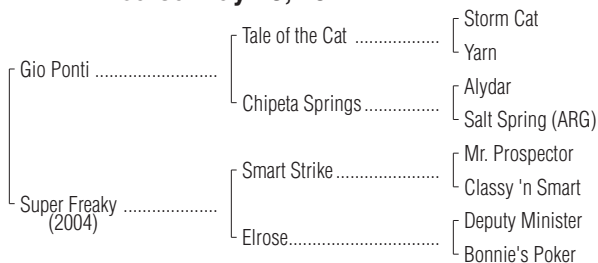 Storm Cat
Tale of the Cat ..................
Yarn
Gio Ponti ..........................
Alydar
Chipeta Springs ................
Salt Spring (ARG)
Mr. Prospector
Smart Strike ......................
Classy 'n Smart
Super Freaky ....................
(2004)
Deputy Minister
Elrose................................
Bonnie's Poker